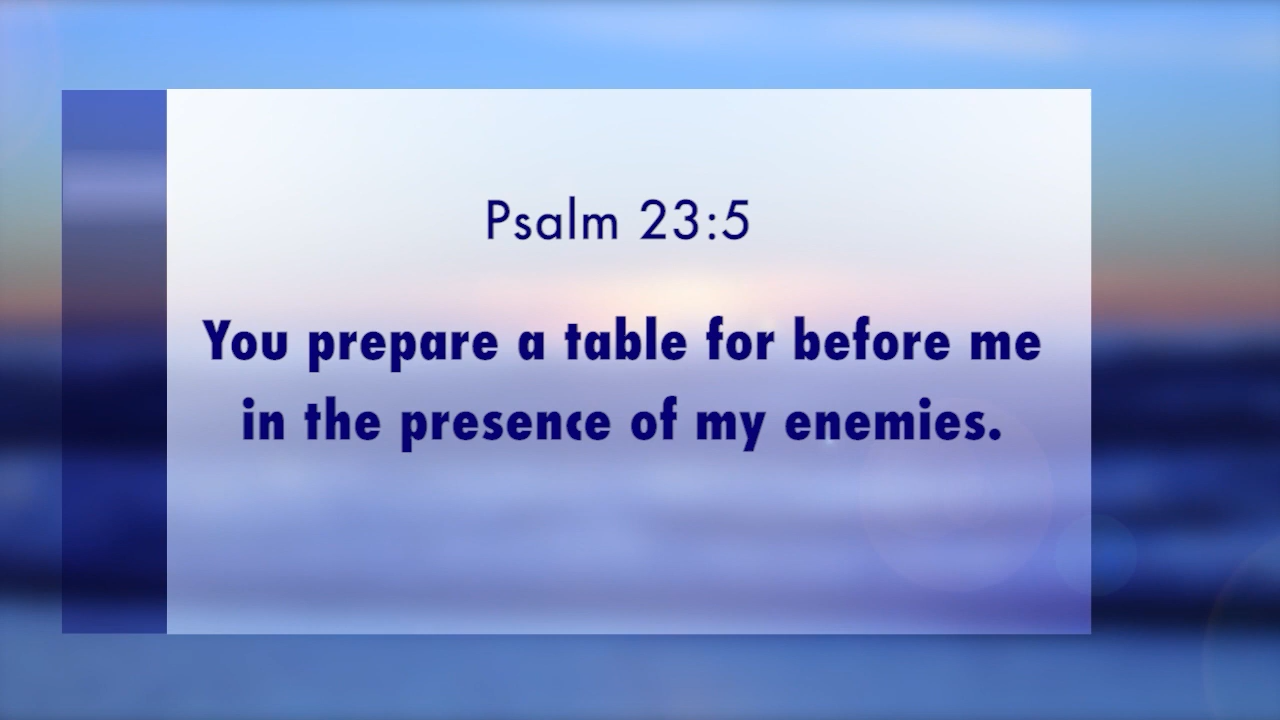 Psalm 23:5
You prepare a table for before me
in the presence of my enemies.